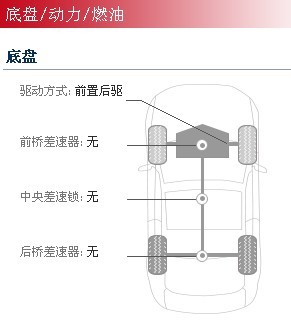 底盘/动力/燃油
底盘
驱动方式: 前置后驱
前桥差速器: 无
中央差速锁: 无
后桥差速器: 无